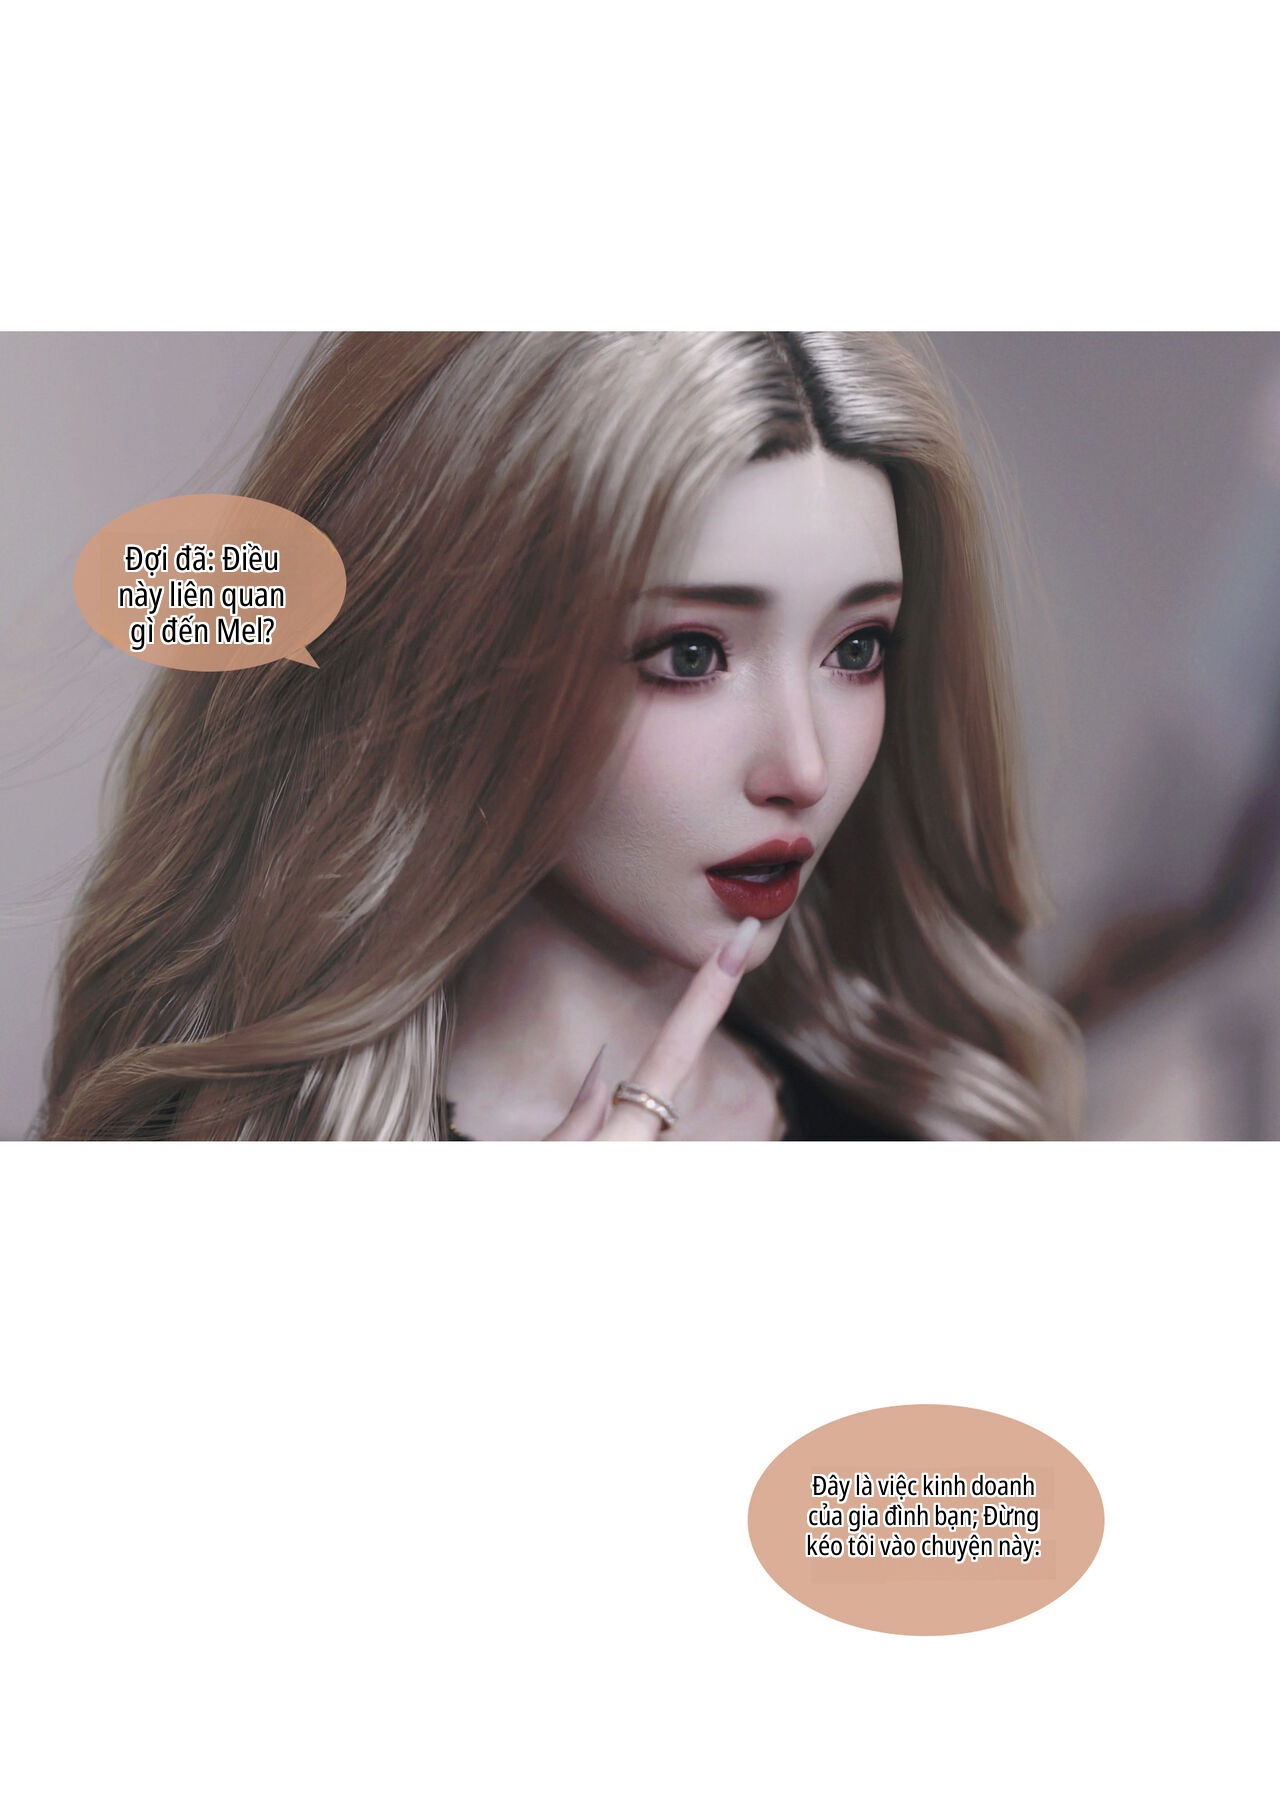 Đợi đã: Điều
này liên quan
gì đến Mel?
Đây là việc kinh doanh
của gia đình bạn; Đừng
kéo tôi vào chuyện này: